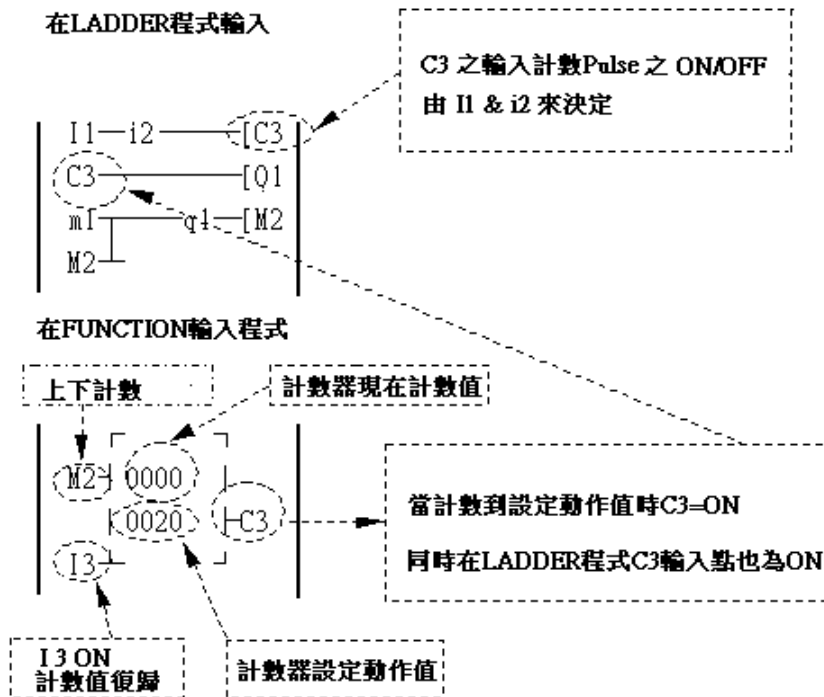 在LADDER程式輸入
C3 之輸入計數Pulse 之 ON/OFF
由 I1 & i2 來決定
I1 i2 [C3
C3 [Q1
m1 q1 [M2
M2
在FUNCTION輸入程式
上下計數
計數器現在計數值
M2 0000
0020 C3
I3
當計數到設定動作值時C3=ON
同時在LADDER程式C3輸入點也為ON
I 3 ON
計數值復歸
計數器設定動作值